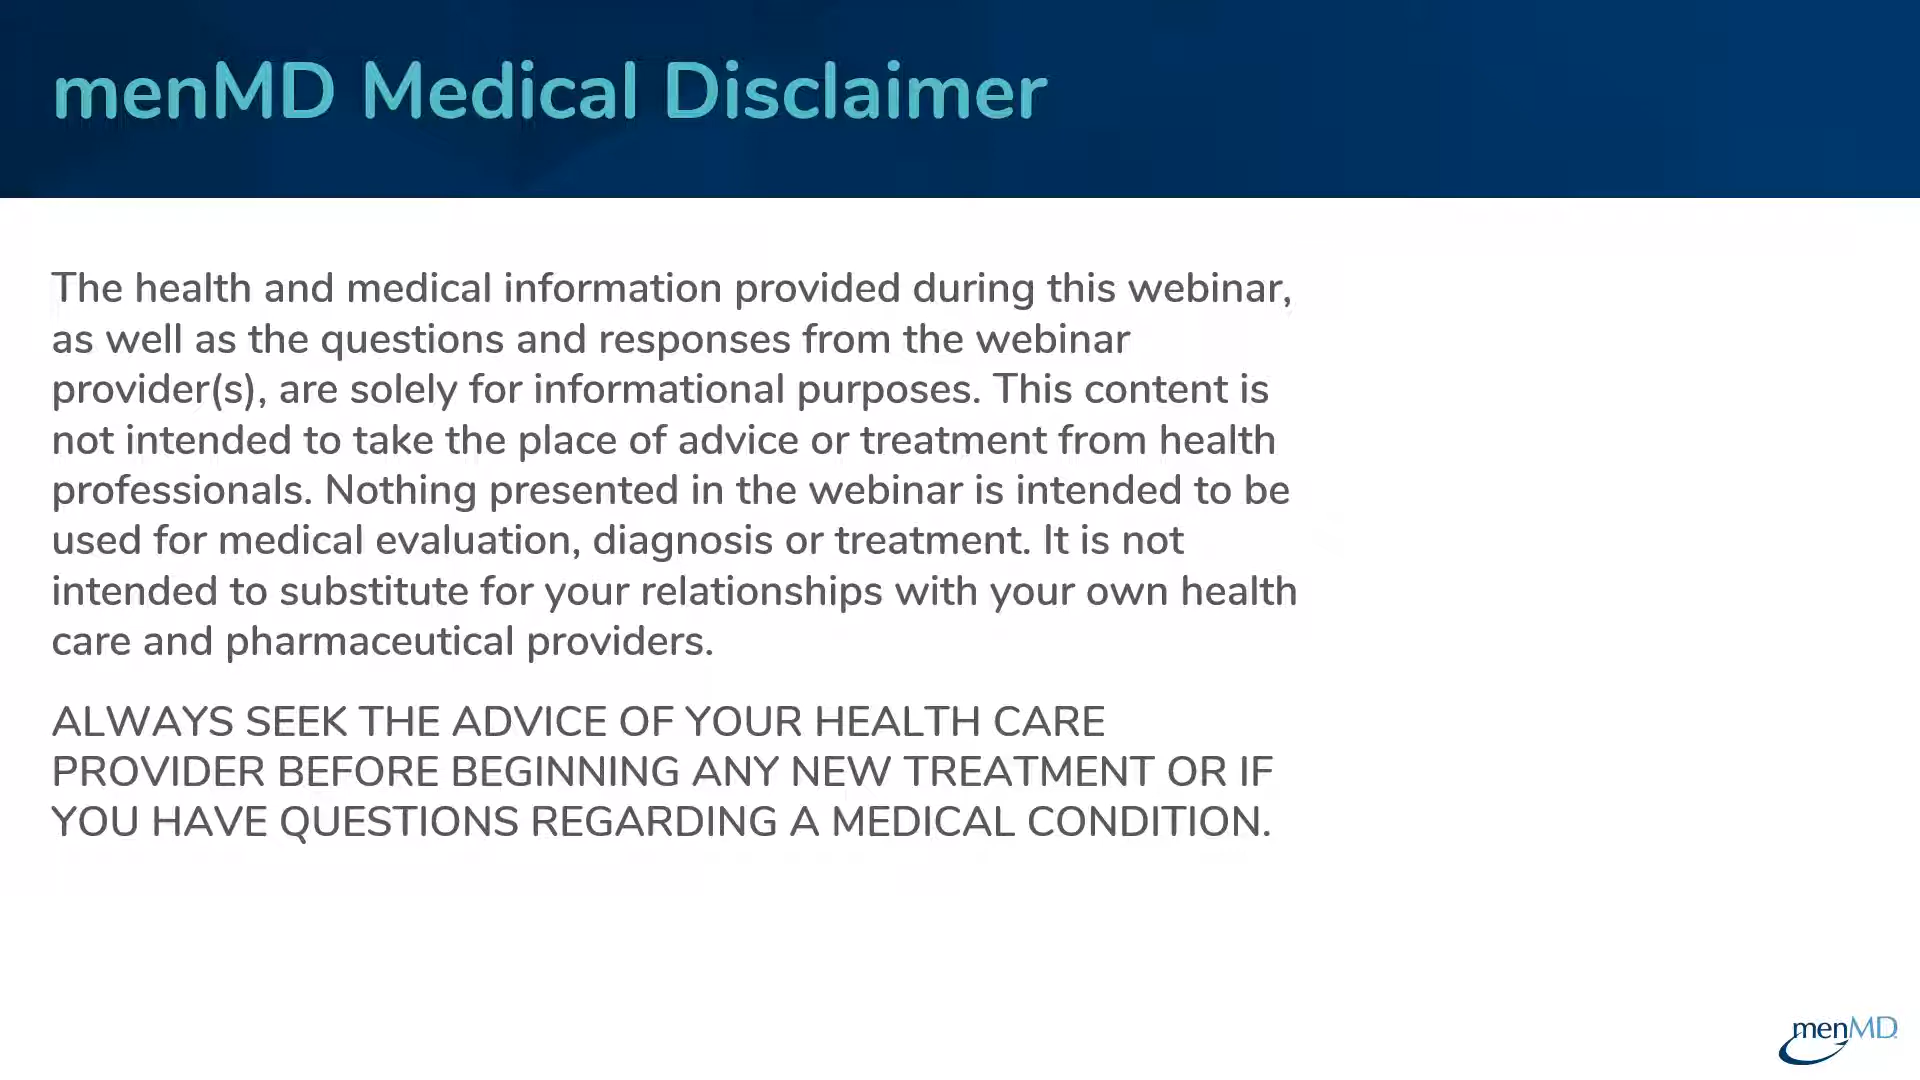 menMD Medical Disclaimer
The health and medical information provided during this webinar,
as well as the questions and responses from the webinar
provider(s), are solely for informational purposes. This content is
not intended to take the place of advice or treatment from health
professionals. Nothing presented in the webinar is intended to be
used for medical evaluation, diagnosis or treatment. It is not
intended to substitute for your relationships with your own health
care and pharmaceutical providers.
ALWAYS SEEK THE ADVICE OF YOUR HEALTH CARE
PROVIDER BEFORE BEGINNING ANY NEW TREATMENT OR IF
YOU HAVE QUESTIONS REGARDING A MEDICAL CONDITION.
menMD